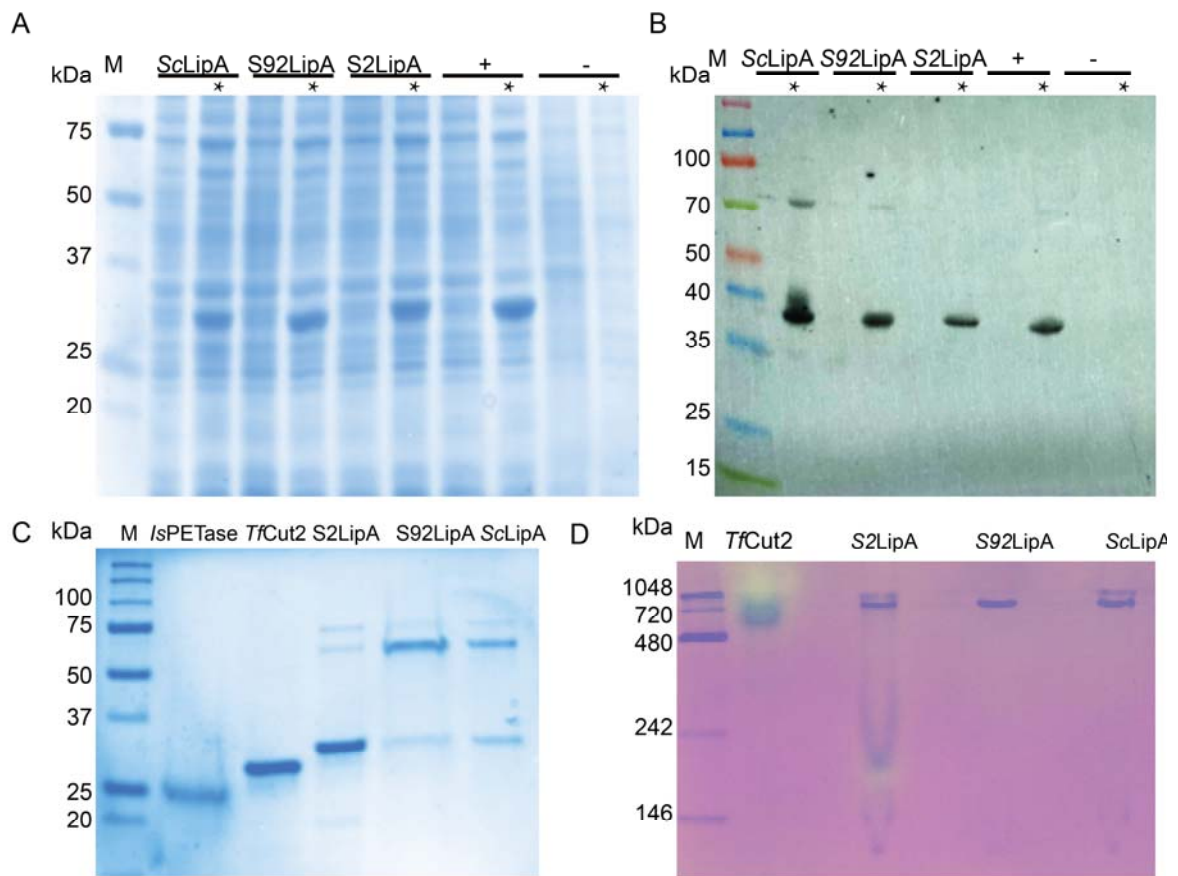 A
kDa M ScLipA S92LipA S2LipA + -
* * * * *
75
50
37
25
20
B
M ScLipA S92LipA S2LipA + -
kDa * * * * *
100
70
50
40
35
25
15
C kDa M IsPETase TfCut2 S2LipA S92LipA ScLipA
100
75
50
37
25
20
D kDa M TfCut2 S2LipA S92LipA ScLipA
1048
720
480
242
146